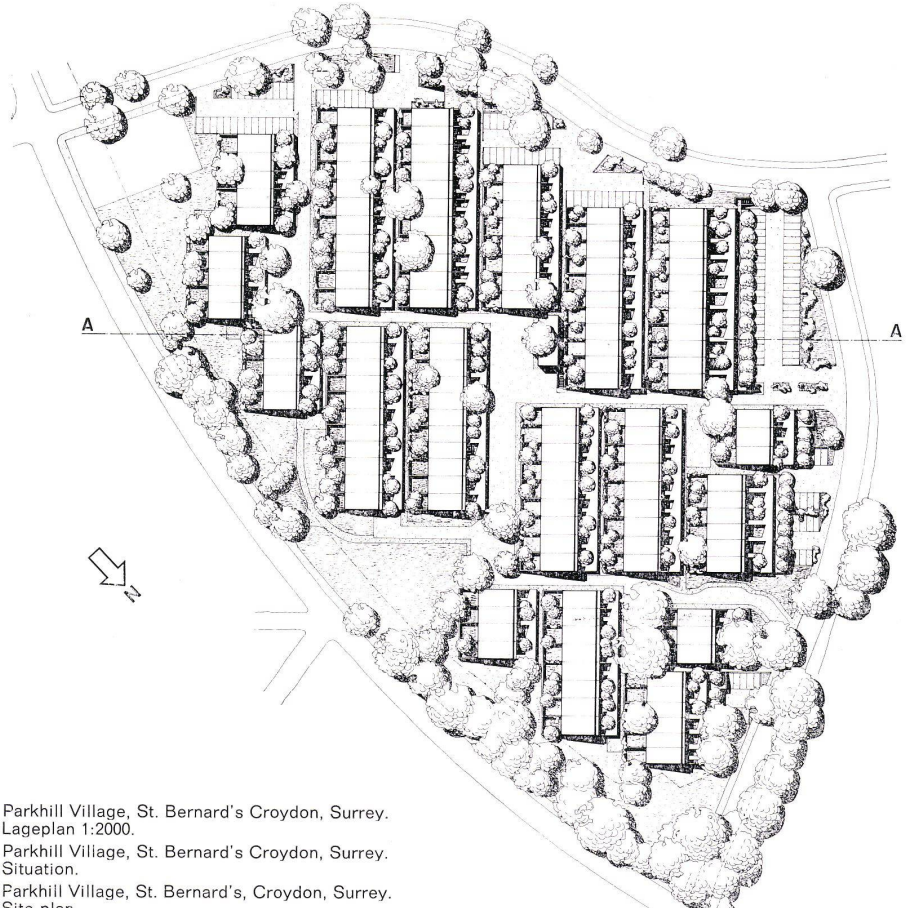 A A
N
Parkhill Village, St. Bernard's Croydon, Surrey.
Lageplan 1:2000.
Parkhill Village, St. Bernard's Croydon, Surrey.
Situation.
Parkhill Village, St. Bernard's, Croydon, Surrey.
Site plan.